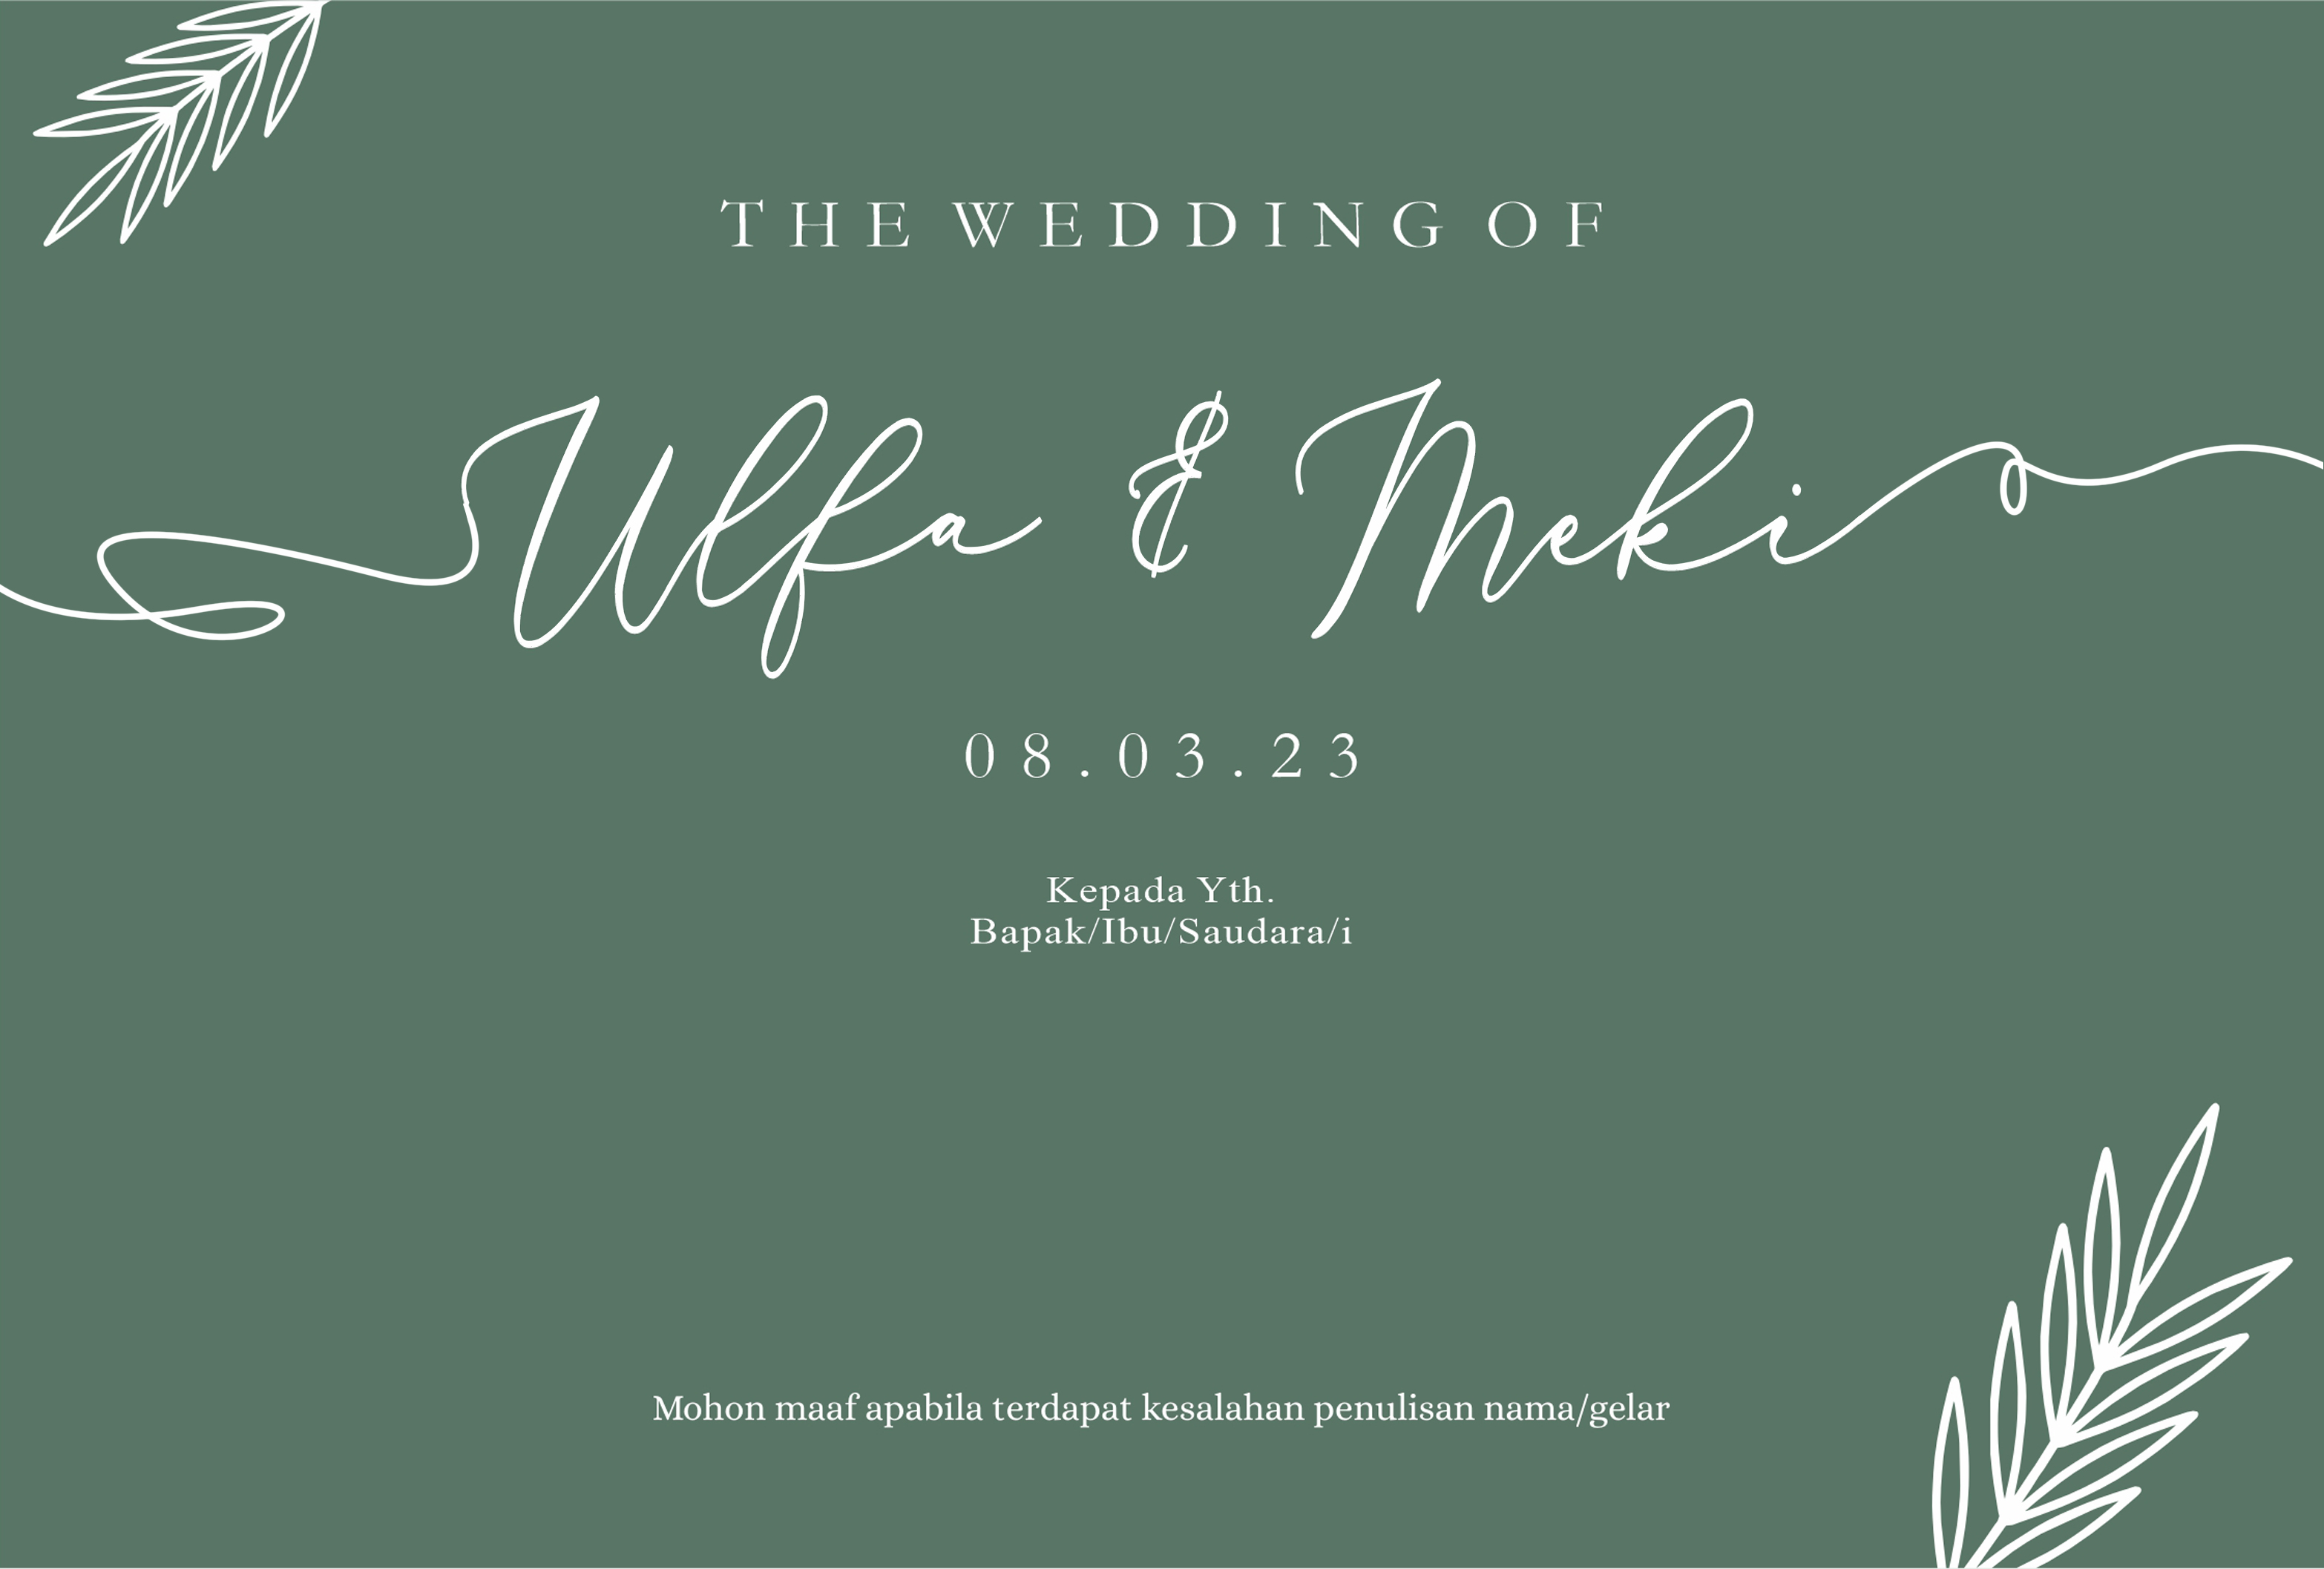 THE WEDDING OF
Ulfa & Meki
08.03.23
Kepada Yth.
Bapak/Ibu/Saudara/i
Mohon maaf apabila terdapat kesalahan penulisan nama/gelar